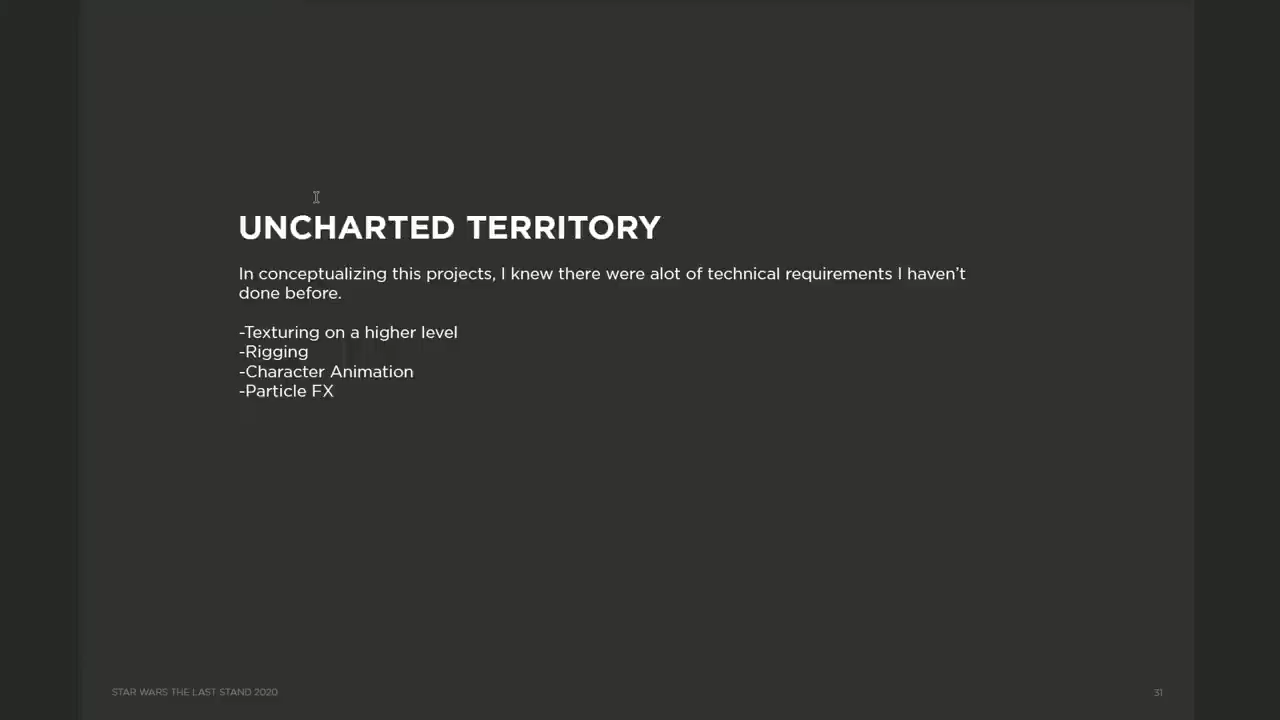 UNCHARTED TERRITORY
In conceptualizing this projects, I knew there were alot of technical requirements I haven't
done before.
-Texturing on a higher level
-Rigging
-Character Animation
-Particle FX
STAR WARS THE LAST STAND 2020
31